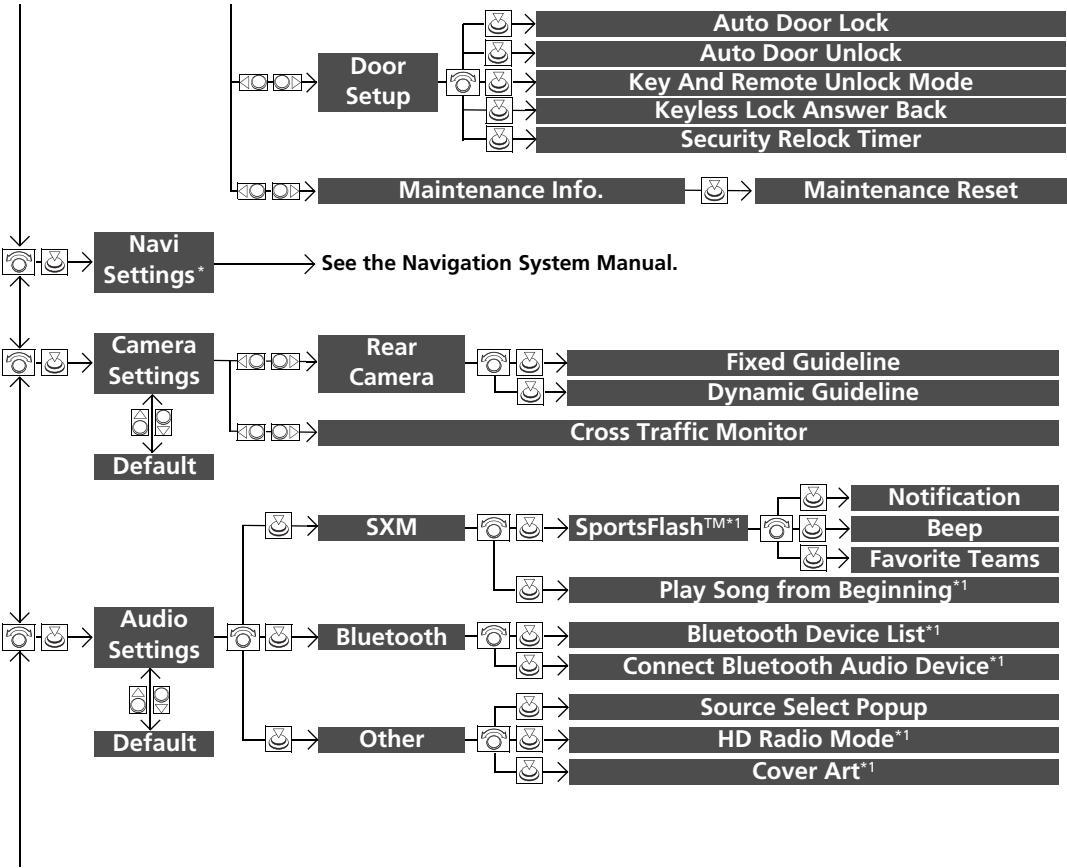 Auto Door Lock
Auto Door Unlock
Door
Setup
Key And Remote Unlock Mode
Keyless Lock Answer Back
Security Relock Timer
Maintenance Info.
Maintenance Reset
Navi
Settings*
See the Navigation System Manual.
Camera
Settings
Rear
Camera
Fixed Guideline
Dynamic Guideline
Cross Traffic Monitor
Default
SXM
SportsFlash™*1
Notification
Beep
Favorite Teams
Play Song from Beginning*1
Audio
Settings
Bluetooth
Bluetooth Device List*1
Connect Bluetooth Audio Device*1
Default
Other
Source Select Popup
HD Radio Mode*1
Cover Art*1